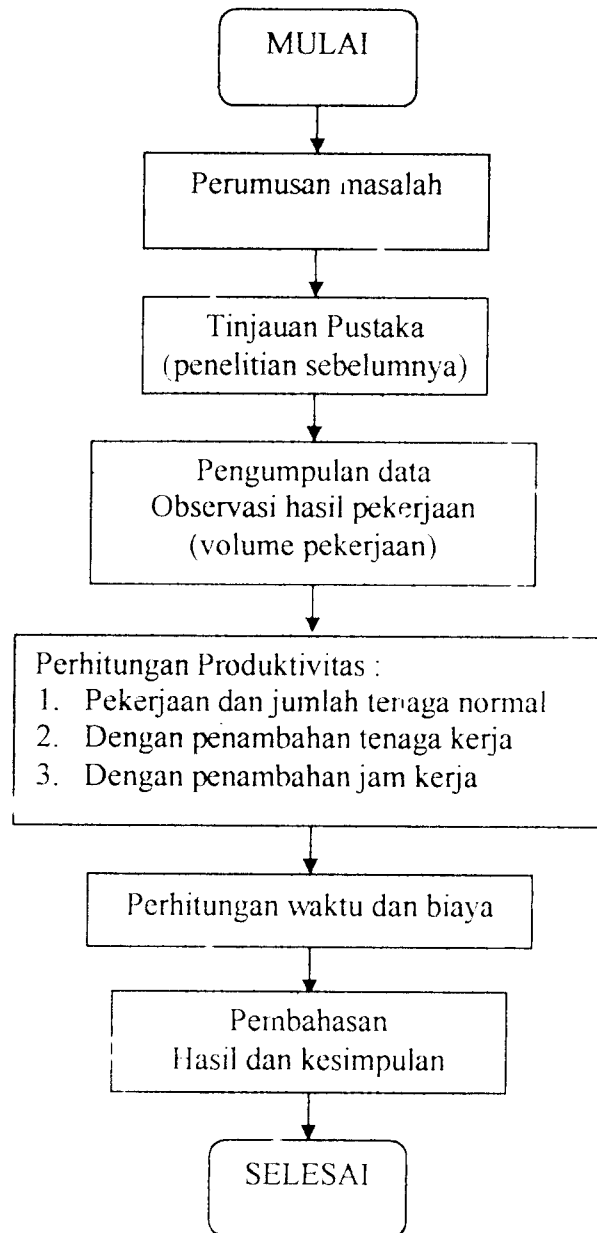 MULAI
Perumusan masalah
Tinjauan Pustaka
(penelitian sebelumnya)
Pengumpulan data
Observasi hasil pekerjaan
(volume pekerjaan)
Perhitungan Produktivitas :
1. Pekerjaan dan jumlah tenaga normal
2. Dengan penambahan tenaga kerja
3. Dengan penambahan jam kerja
Perhitungan waktu dan biaya
Pembahasan
Hasil dan kesimpulan
SELESAI